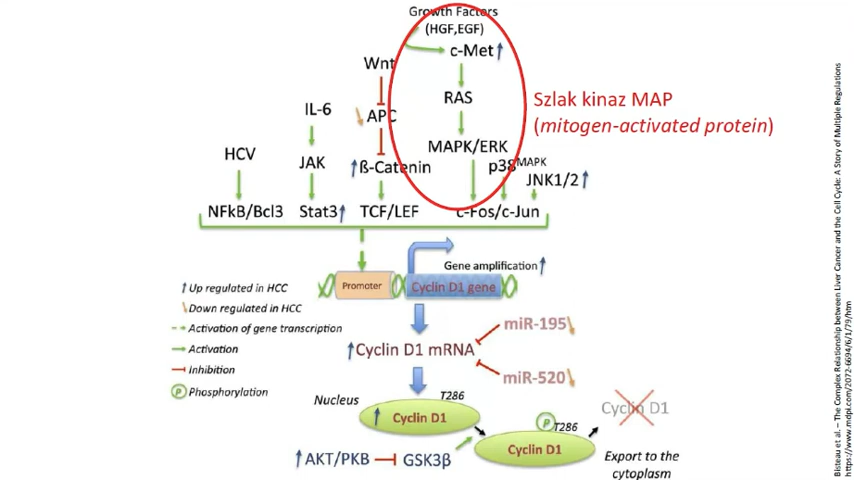 Growth Factors
(HGF,EGF)
c-Met
Wnt
RAS
Szlak kinaz MAP
(mitogen-activated protein)
IL-6
APC
MAPK/ERK
HCV
JAK
ß-Catenin
p38MAPK
JNK1/2
NFkB/Bcl3
Stat3
TCF/LEF
c-Fos/c-Jun
Gene amplification
Promoter
Cyclin D1 gene
Up regulated in HCC
Down regulated in HCC
Activation of gene transcription
Activation
Inhibition
P Phosphorylation
miR-195
Cyclin D1 mRNA
miR-520
Nucleus
T286
Cyclin D1
P T286
Cyclin D1
Cyclin D1
AKT/PKB
GSK3β
Export to the
cytoplasm
Bisteau et al. – The Complex Relationship between Liver Cancer and the Cell Cycle: A Story of Multiple Regulations
https://www.mdpi.com/2072-6694/6/1/79/htm